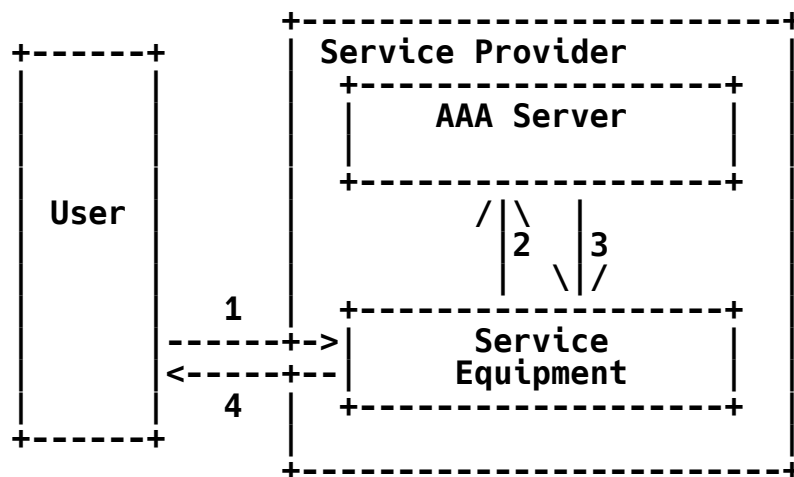 Service Provider
AAA Server
User
2 3
1
Service
Equipment
4